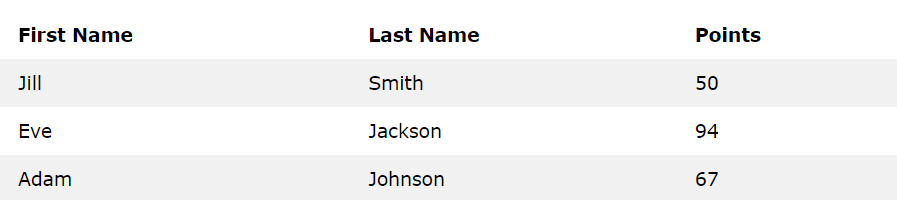 First Name Last Name Points
Jill Smith 50
Eve Jackson 94
Adam Johnson 67